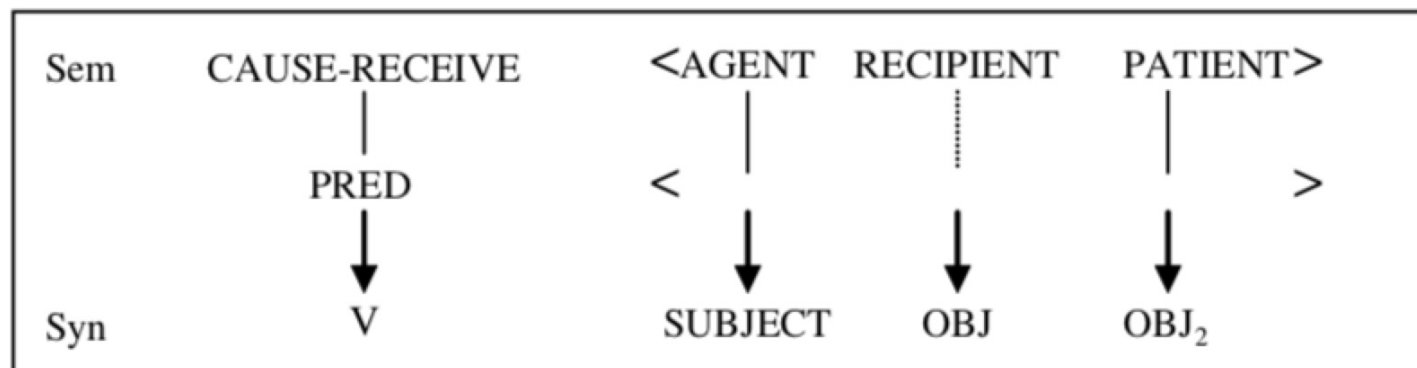 Sem CAUSE-RECEIVE <AGENT RECIPIENT PATIENT>
PRED < >
Syn V SUBJECT OBJ OBJ₂